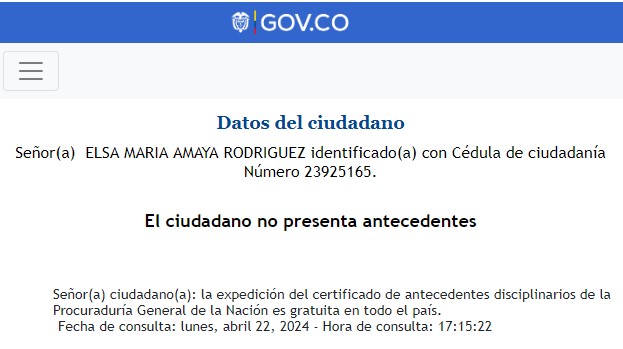 GOV.CO
Datos del ciudadano
Señor(a)  ELSA MARIA AMAYA RODRIGUEZ identificado(a) con Cédula de ciudadanía
Número 23925165.
El ciudadano no presenta antecedentes
Señor(a) ciudadano(a): la expedición del certificado de antecedentes disciplinarios de la
Procuraduría General de la Nación es gratuita en todo el país.
Fecha de consulta: lunes, abril 22, 2024 - Hora de consulta: 17:15:22